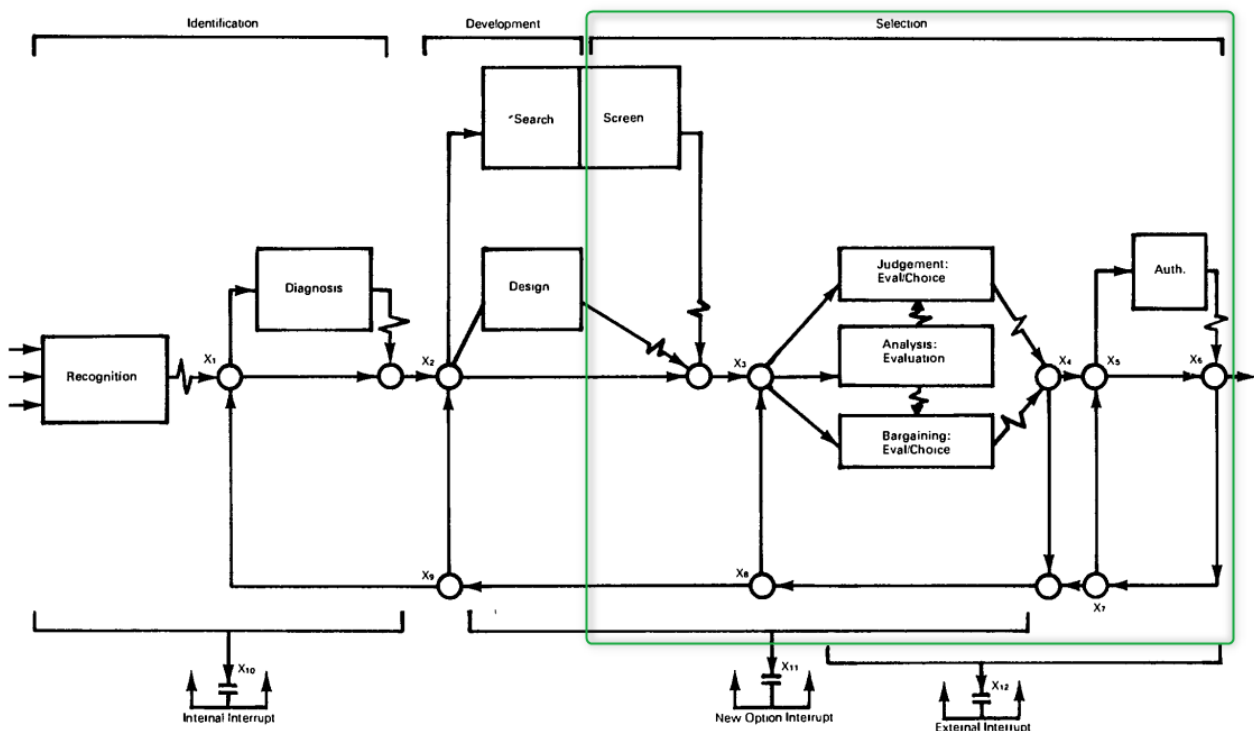 Identification
Development
Selection
Search
Screen
Diagnosis
Design
Judgement:
Eval/Choice
Auth.
Recognition
X1
X2
X3
Analysis:
Evaluation
X4
X5
X6
Bargaining:
Eval/Choice
X9
X8
X7
X10
X11
X12
Internal Interrupt
New Option Interrupt
External Interrupt